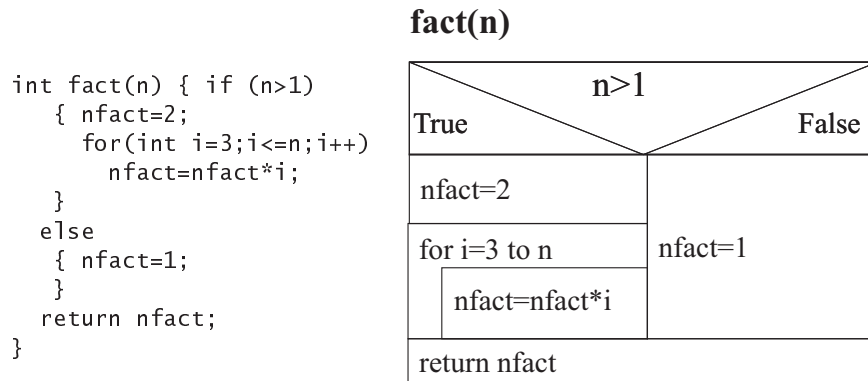 int fact(n) { if (n>1)
{ nfact=2;
for(int i=3;i<=n;i++)
nfact=nfact*i;
}
else
{ nfact=1;
}
return nfact;
}
fact(n)
n>1
True
False
nfact=2
for i=3 to n
nfact=nfact*i
nfact=1
return nfact